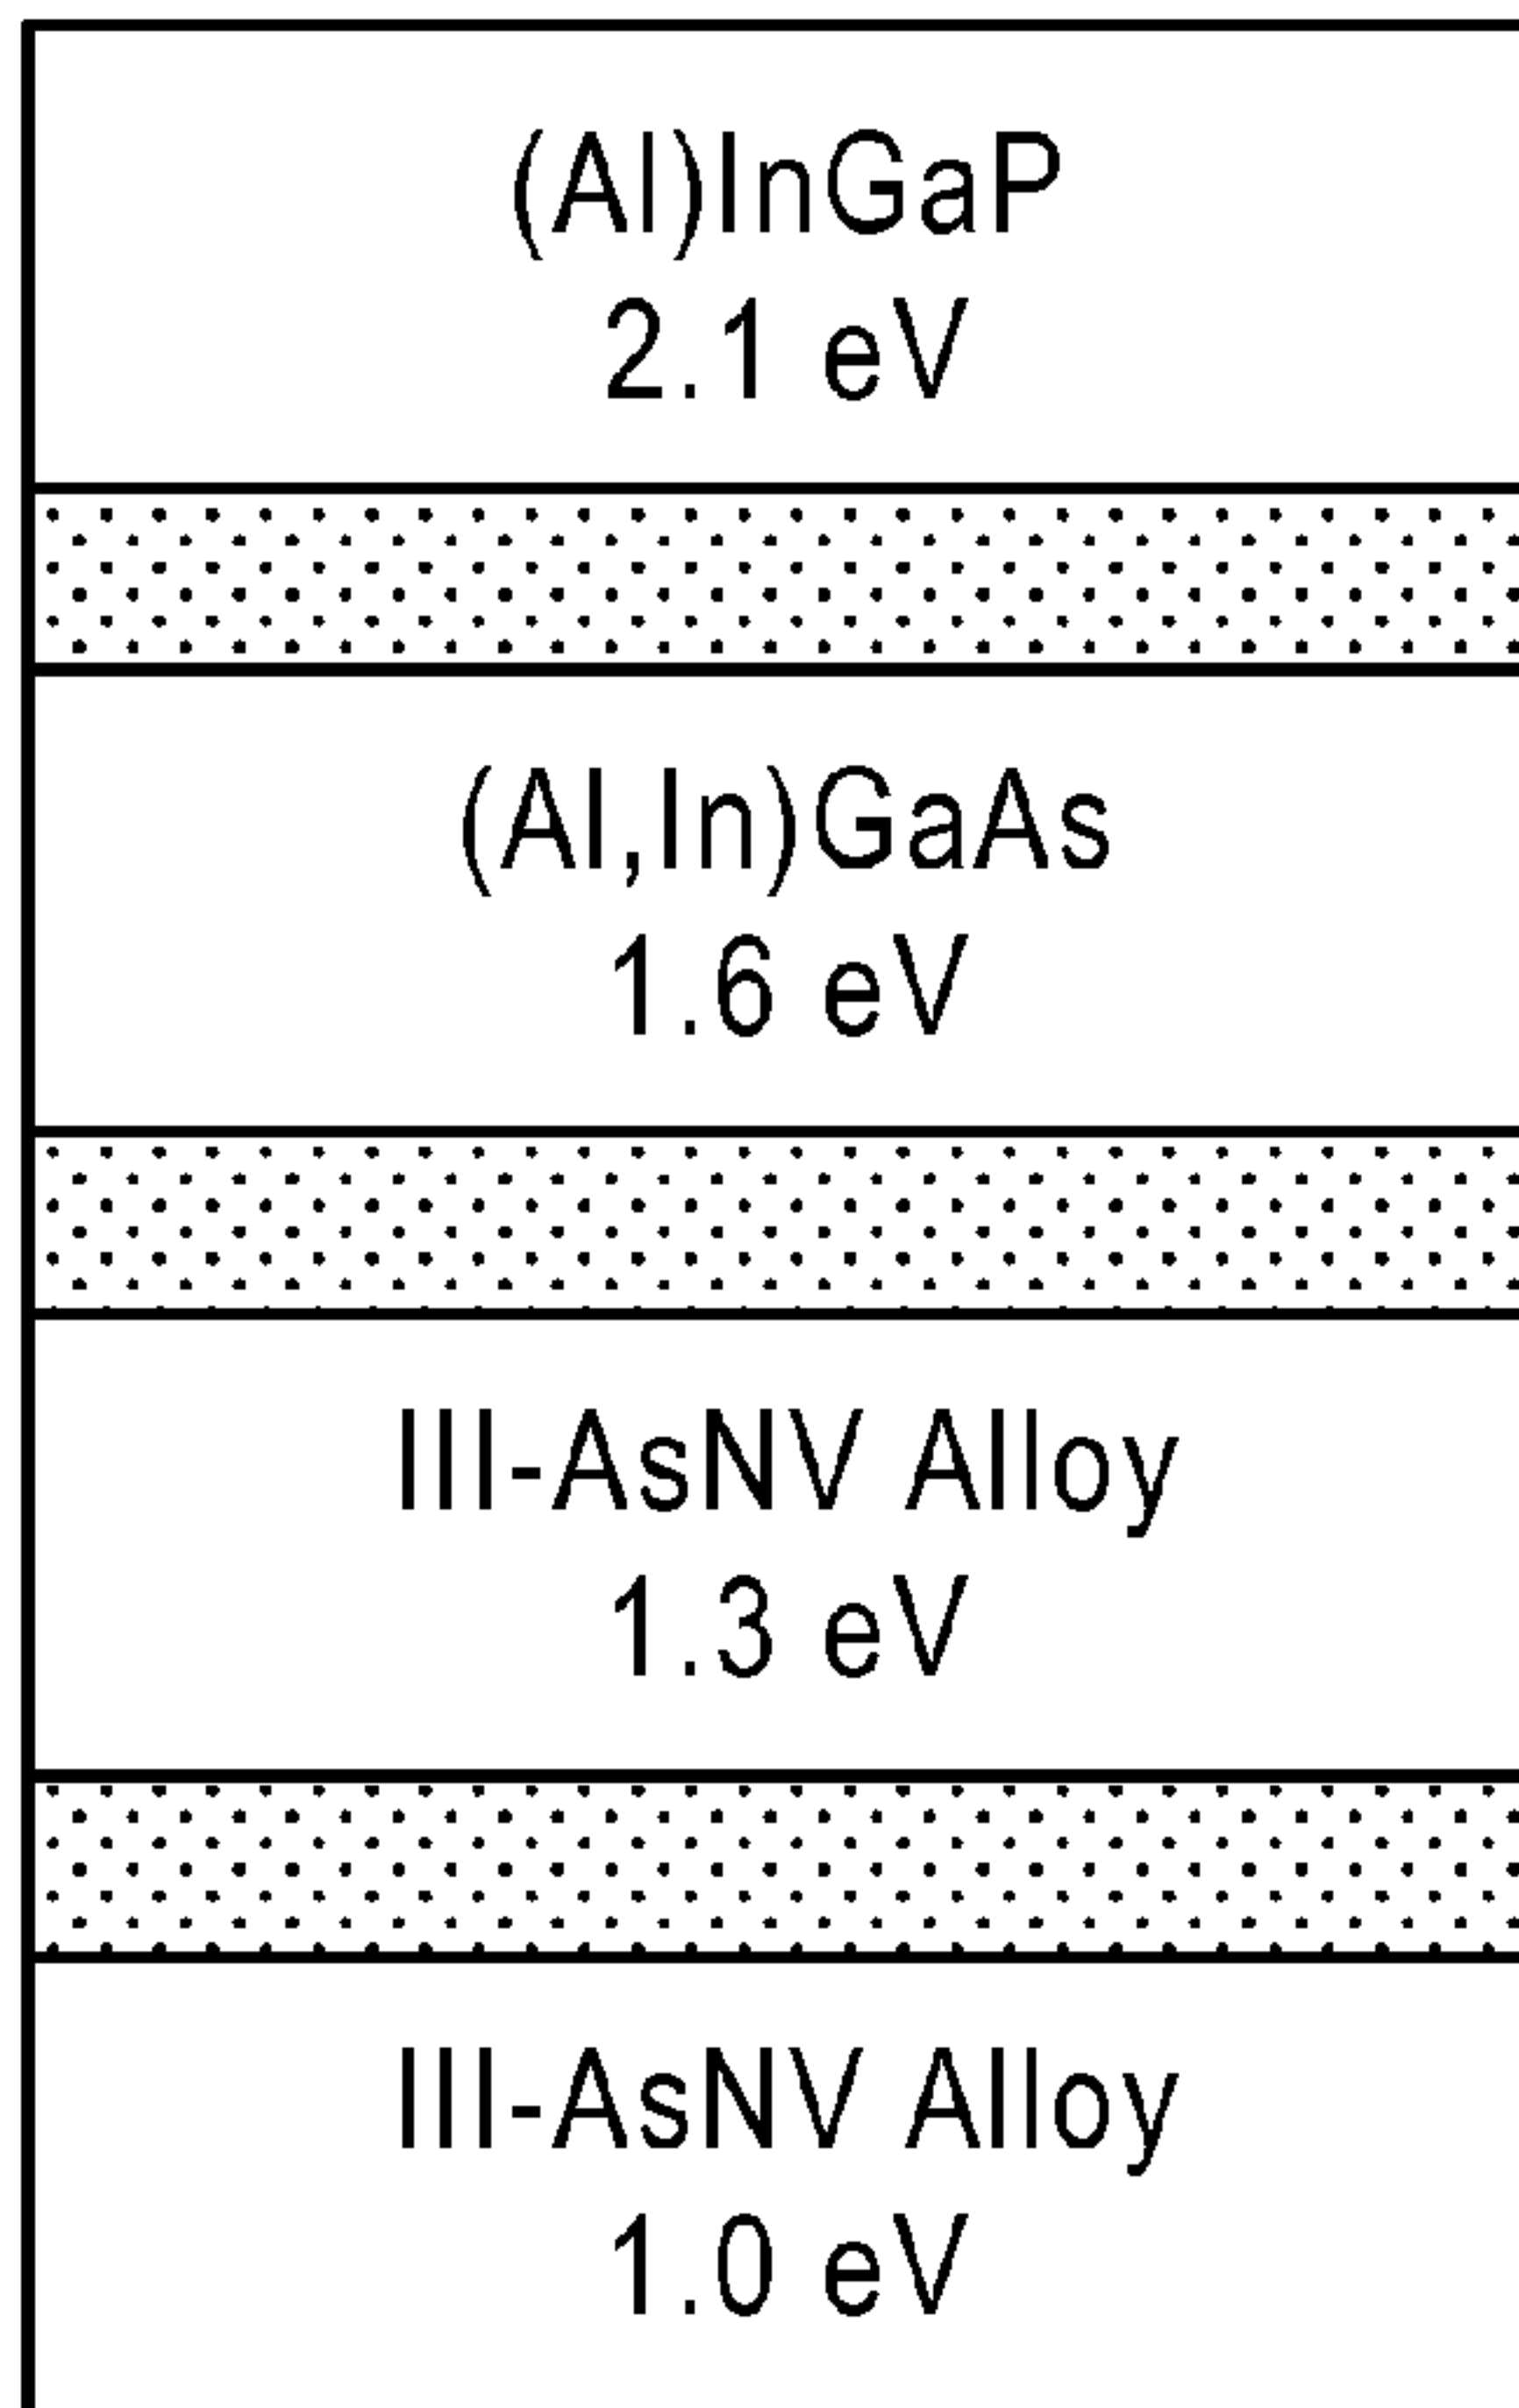 (Al)InGaP
2.1 eV
(Al,In)GaAs
1.6 eV
III-AsNV Alloy
1.3 eV
III-AsNV Alloy
1.0 eV